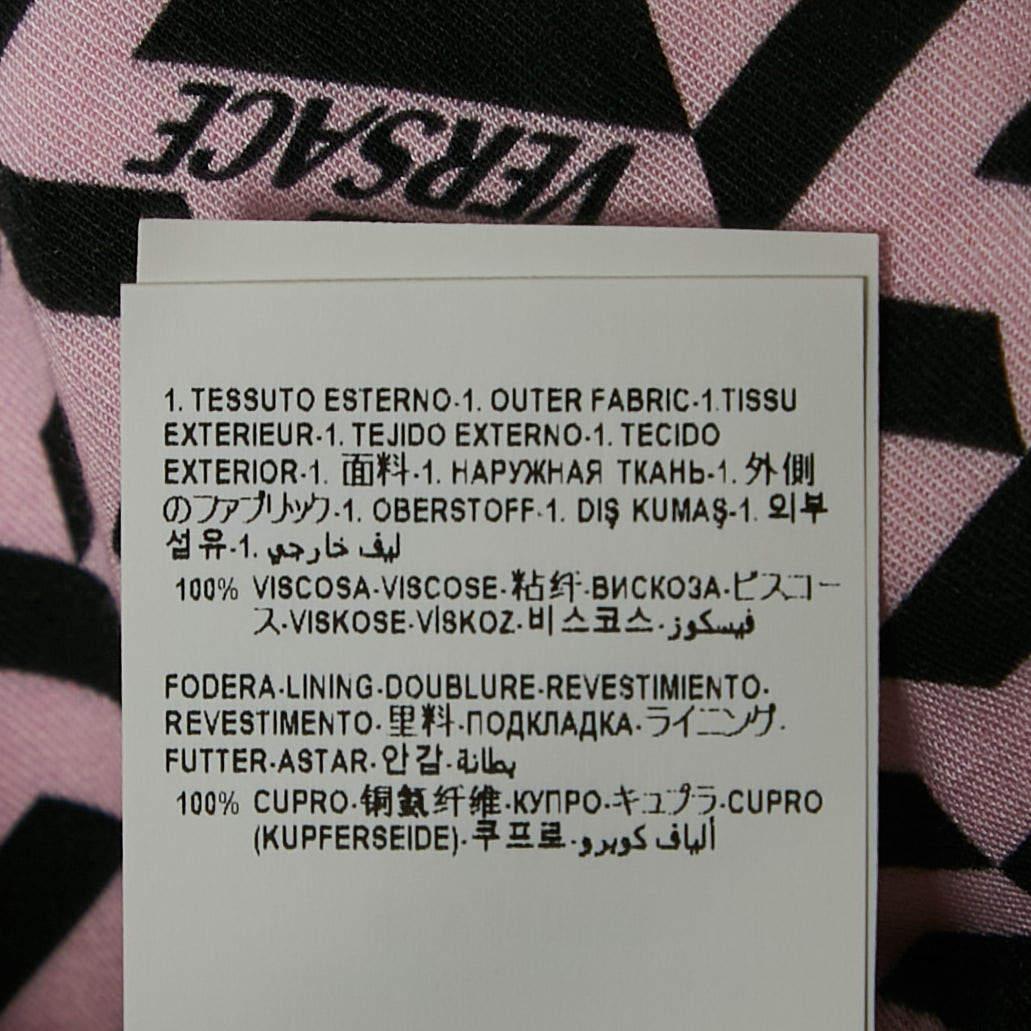 VERSACE
1. TESSUTO ESTERNO-1. OUTER FABRIC-1.TISSU
EXTERIEUR-1. TEJIDO EXTERNO-1. TECIDO
EXTERIOR-1. 面料-1. НАРУЖНАЯ ТКАНЬ-1. 外側
のファブリック-1. OBERSTOFF-1. DIŞ KUMAŞ-1. 외부
섬유-1. ليف خارجي
100% VISCOSA-VISCOSE-粘纤-ВИСКОЗА-ビスコー
ス-VISKOSE-VİSKOZ-비스코스-فيسكوز
FODERA-LINING-DOUBLURE-REVESTIMIENTO-
REVESTIMENTO-里料-ПОДКЛАДКА-ライニング-
FUTTER-ASTAR-안감-بطانة
100% CUPRO-铜氨纤维-КУПРО-キュプラ-CUPRO
(KUPFERSEIDE)-쿠프로-ألياف كوبرو